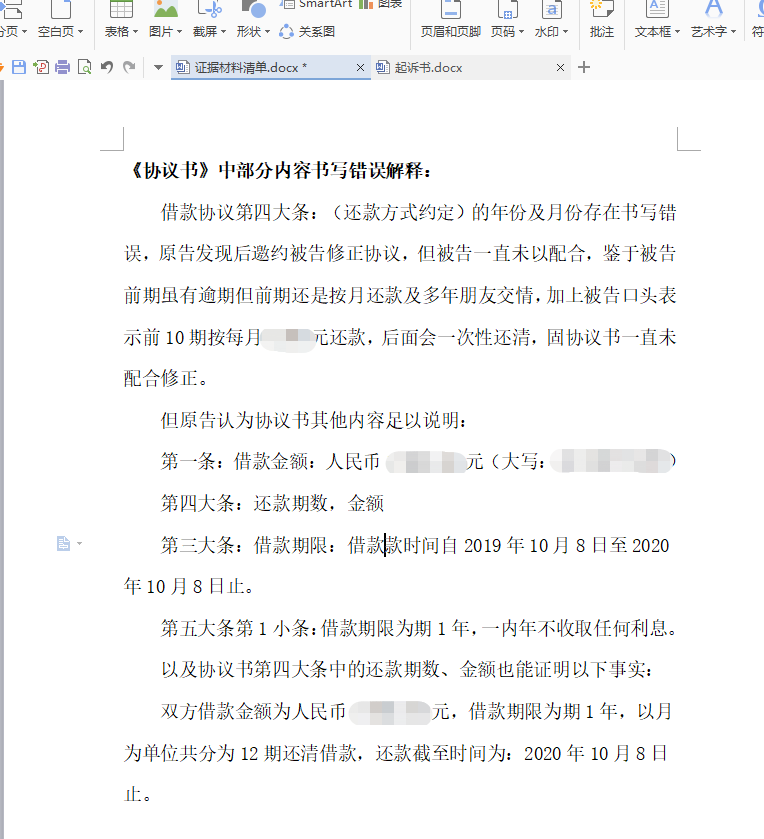 分页 空白页 表格 图片 截屏 形状 SmartArt 关系图 图表 页眉和页脚 页码 水印 批注 文本框 艺术字 符
证据材料清单.docx * × 起诉书.docx × +
《协议书》中部分内容书写错误解释：
借款协议第四大条：（还款方式约定）的年份及月份存在书写错
误，原告发现后邀约被告修正协议，但被告一直未以配合，鉴于被告
前期虽有逾期但前期还是按月还款及多年朋友交情，加上被告口头表
示前 10 期按每月 元还款，后面会一次性还清，固协议书一直未
配合修正。
但原告认为协议书其他内容足以说明：
第一条：借款金额：人民币 元（大写： ）
第四大条：还款期数，金额
第三大条：借款期限：借款款时间自 2019 年 10 月 8 日至 2020
年 10 月 8 日止。
第五大条第 1 小条：借款期限为期 1 年，一内年不收取任何利息。
以及协议书第四大条中的还款期数、金额也能证明以下事实：
双方借款金额为人民币 元，借款期限为期 1 年，以月
为单位共分为 12 期还清借款，还款截至时间为：2020 年 10 月 8 日
止。